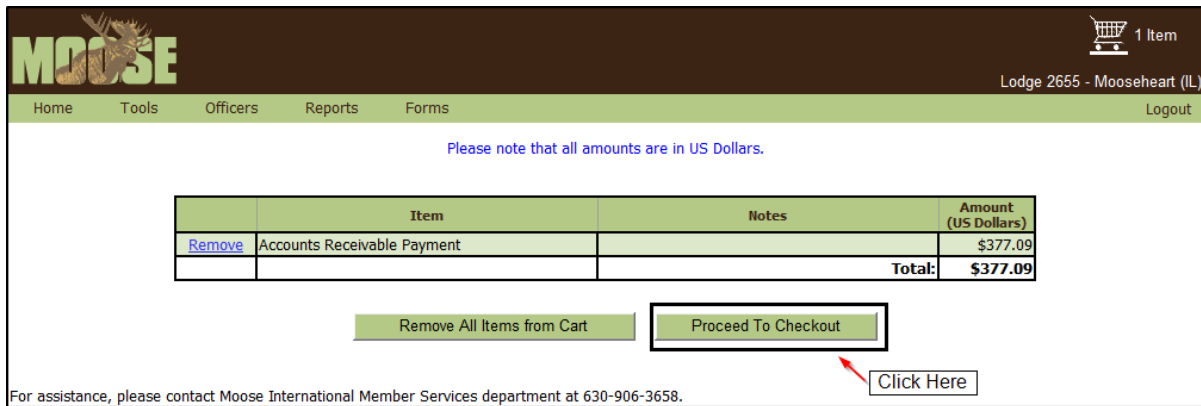 MOOSE
1 Item
Lodge 2655 - Mooseheart (IL)
Home Tools Officers Reports Forms Logout
Please note that all amounts are in US Dollars.
Item Notes Amount (US Dollars)
Remove Accounts Receivable Payment $377.09
Total: $377.09
Remove All Items from Cart Proceed To Checkout
Click Here
For assistance, please contact Moose International Member Services department at 630-906-3658.